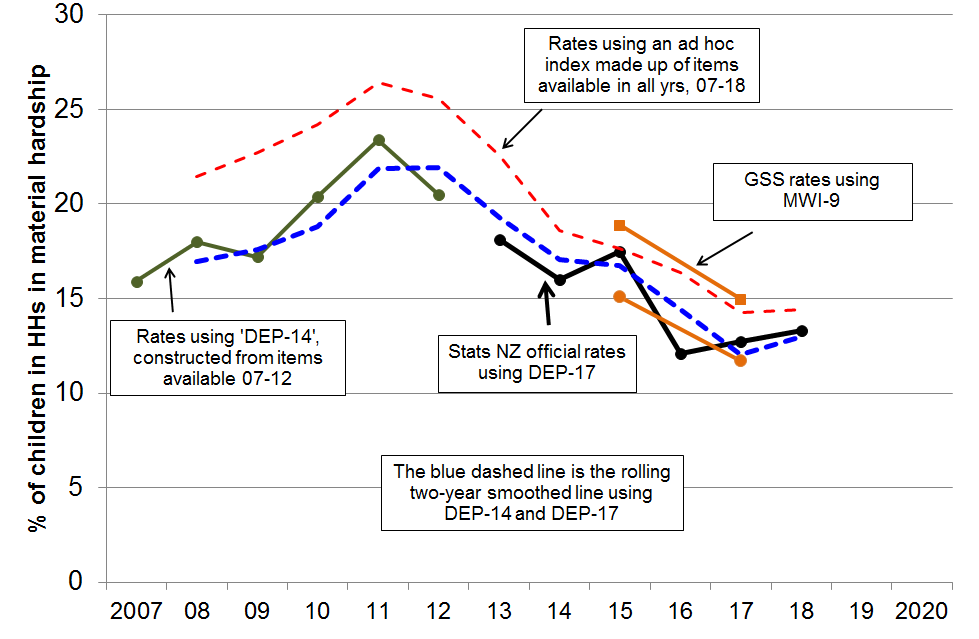 % of children in HHs in material hardship
30
25
20
15
10
5
0
Rates using an ad hoc
index made up of items
available in all yrs, 07-18
GSS rates using
MWI-9
Rates using 'DEP-14',
constructed from items
available 07-12
Stats NZ official rates
using DEP-17
The blue dashed line is the rolling
two-year smoothed line using
DEP-14 and DEP-17
2007 08 09 10 11 12 13 14 15 16 17 18 19 2020